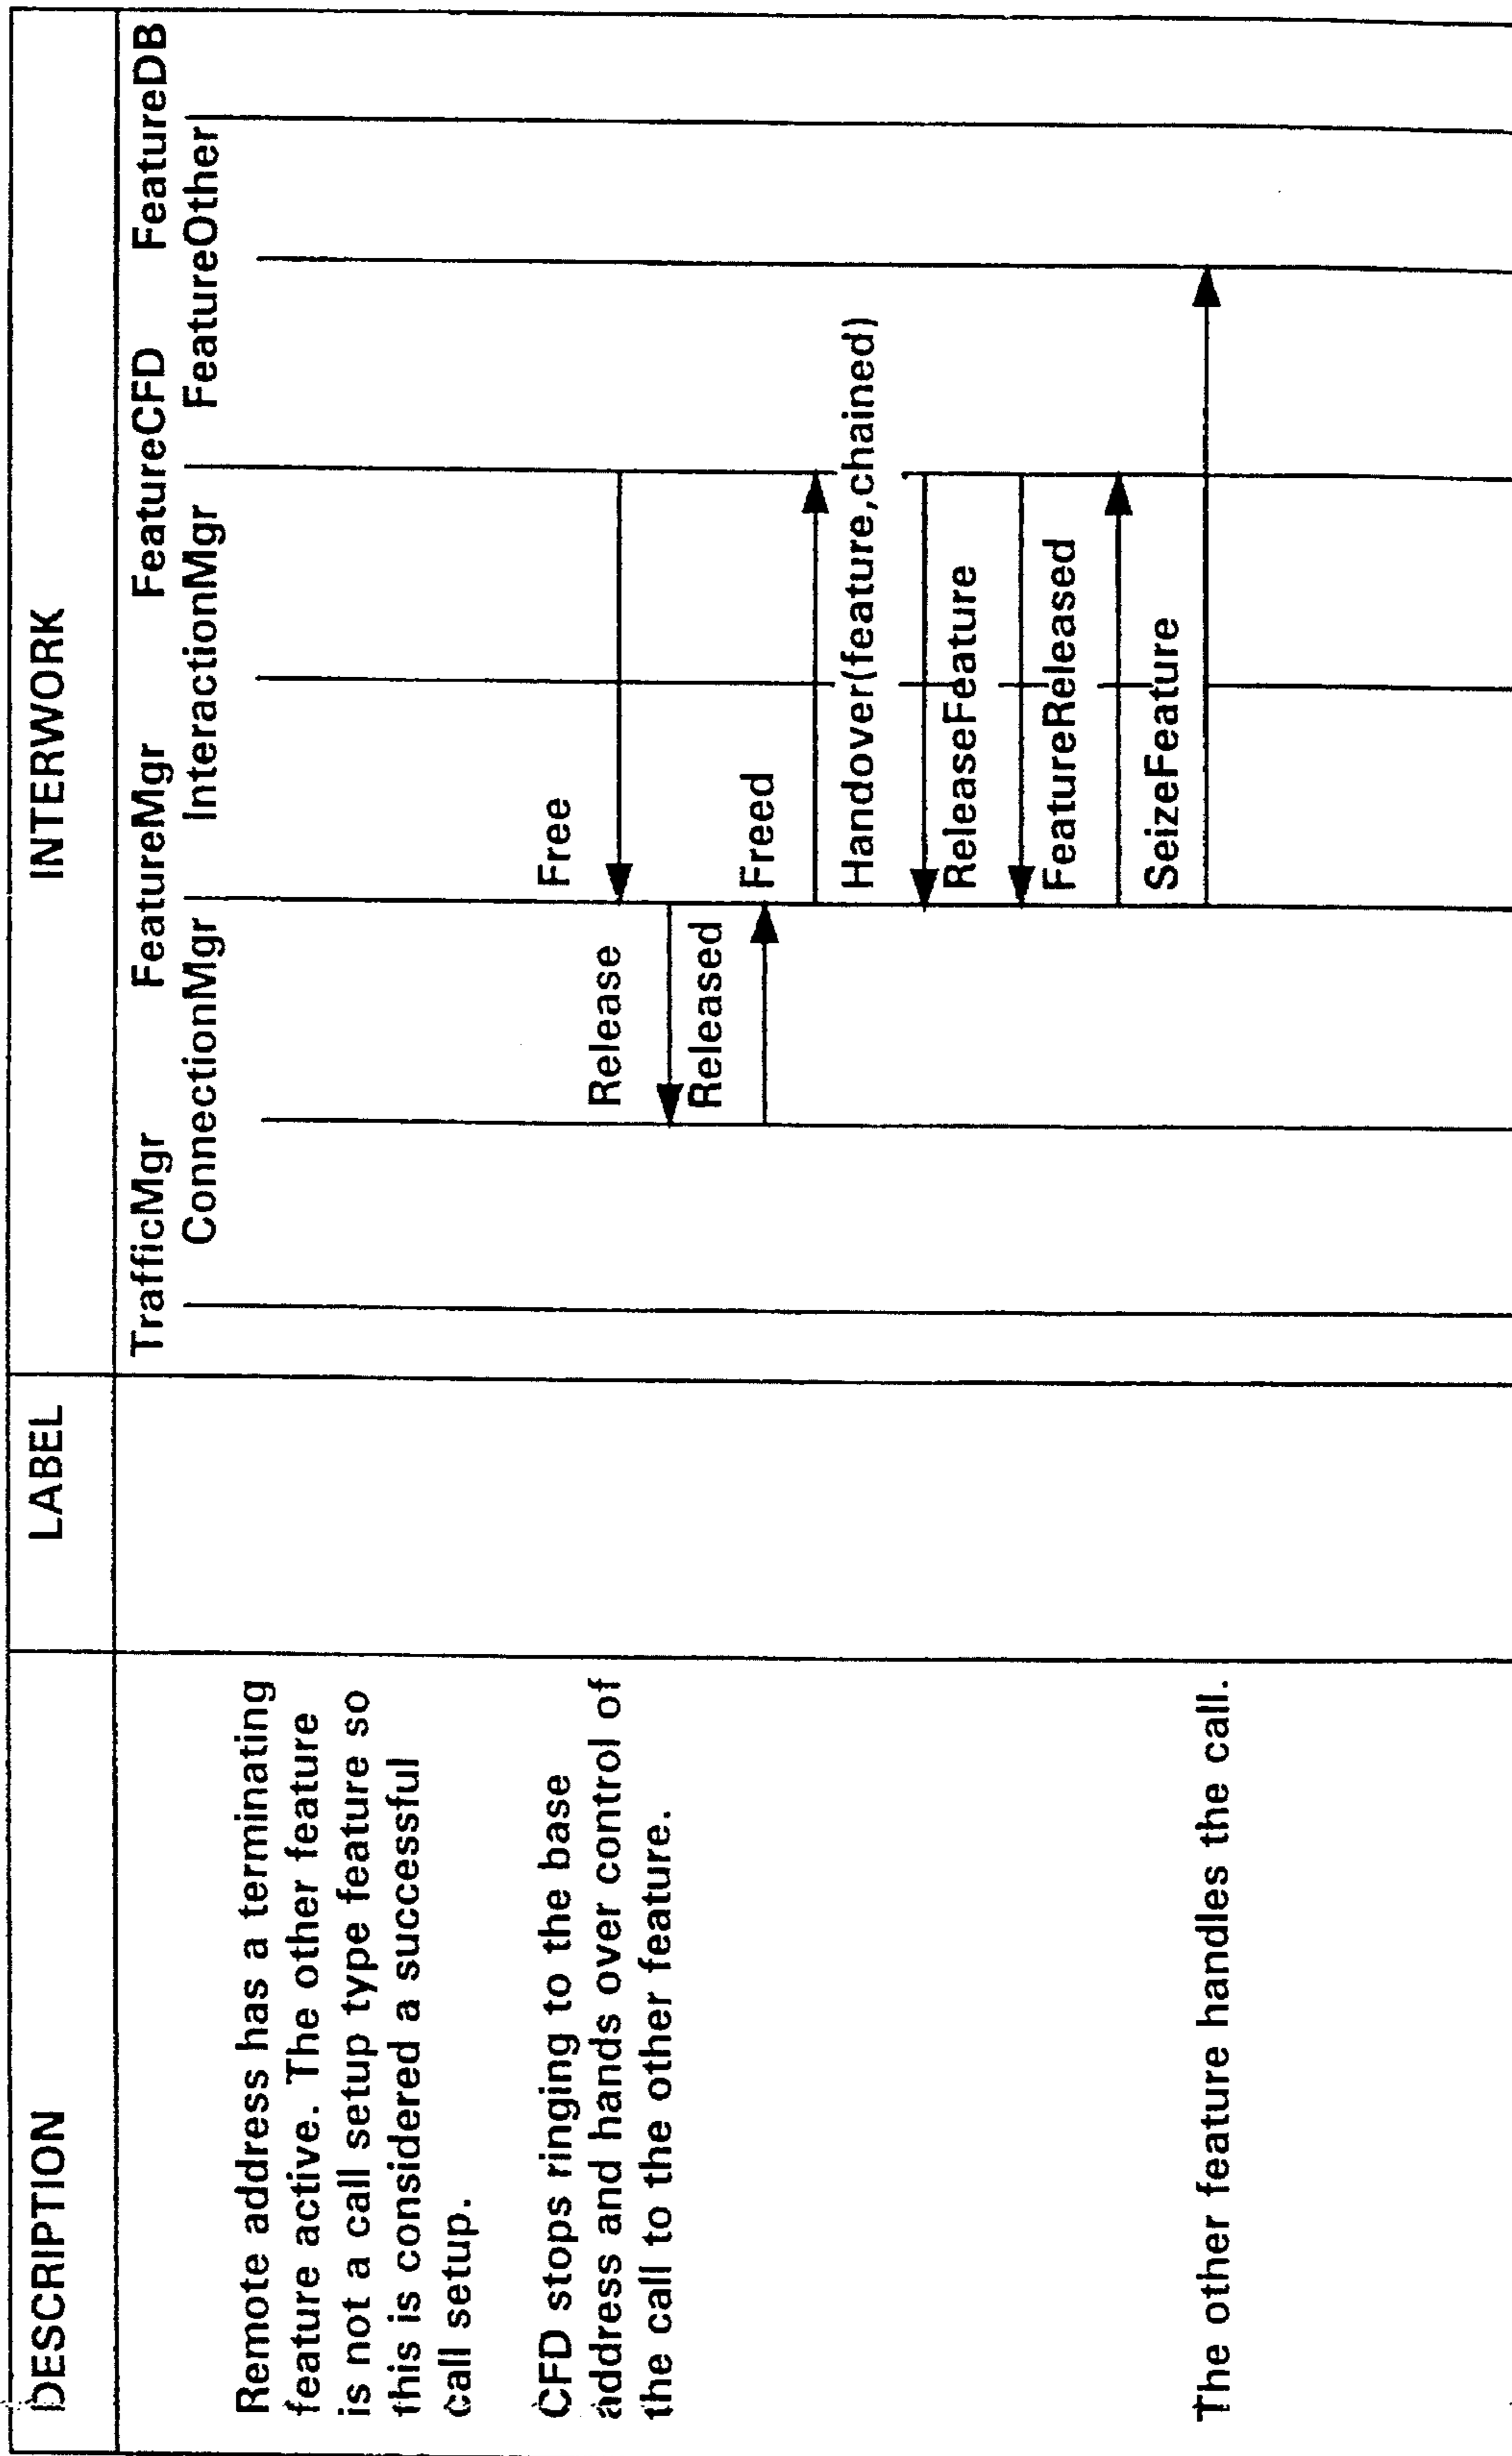 DESCRIPTION
LABEL
INTERWORK
TrafficMgr FeatureMgr FeatureCFD FeatureDB
ConnectionMgr InteractionMgr FeatureOther
Remote address has a terminating
feature active. The other feature
is not a call setup type feature so
this is considered a successful
call setup.
CFD stops ringing to the base
address and hands over control of
the call to the other feature.
Free
Release
Released
Freed
Handover(feature,chained)
ReleaseFeature
FeatureReleased
SeizeFeature
The other feature handles the call.